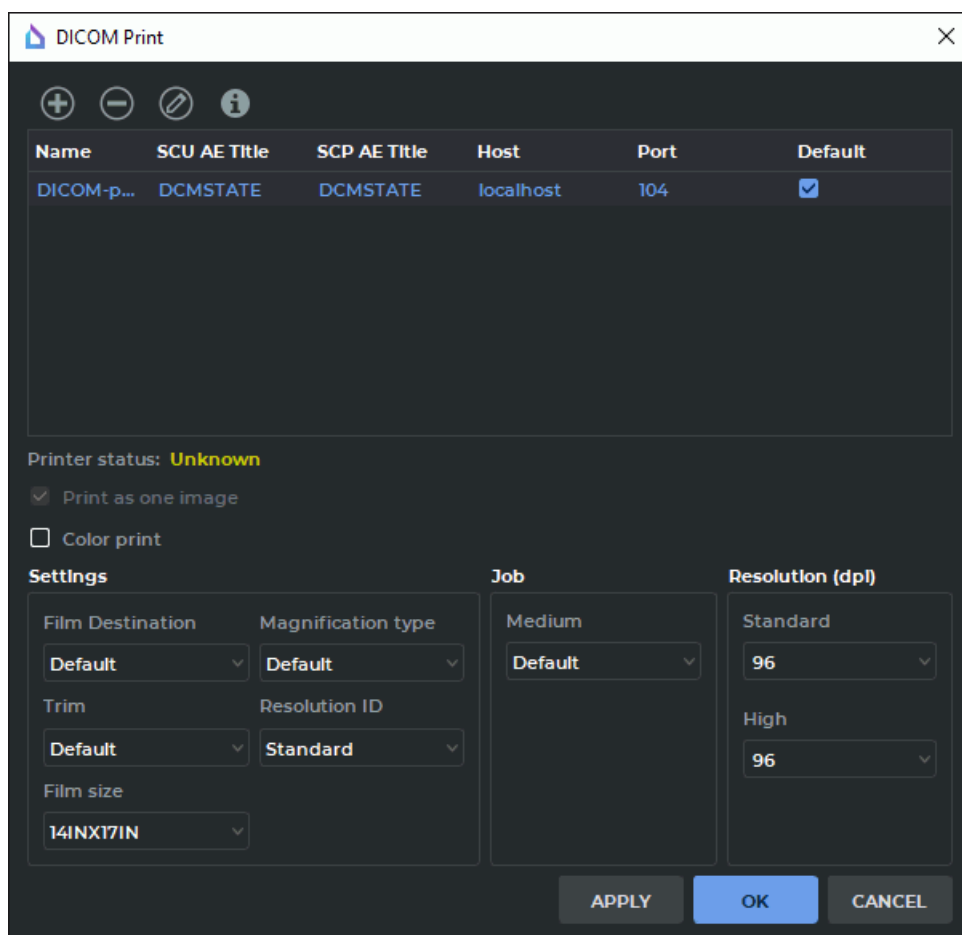 DICOM Print
Name SCU AE Title SCP AE Title Host Port Default
DICOM-p... DCMSTATE DCMSTATE localhost 104
Printer status: Unknown
Print as one image
Color print
Settings Job Resolution (dpi)
Film Destination Magnification type Medium Standard
Default Default Default 96
Trim Resolution ID High
Default Standard 96
Film size
14INX17IN
APPLY OK CANCEL